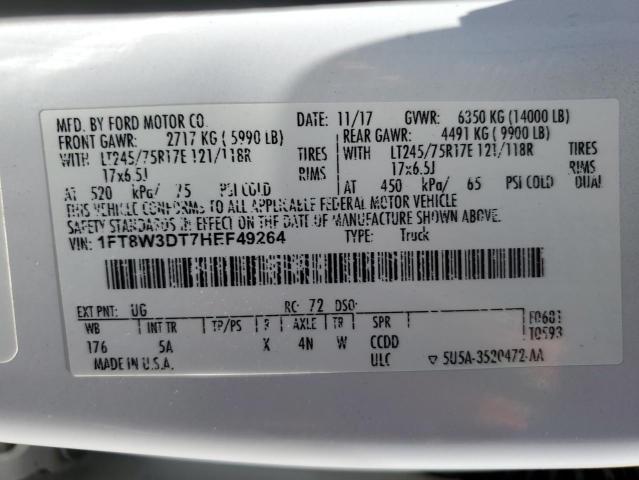 MFD. BY FORD MOTOR CO. DATE: 11/17 GVWR: 6350 KG (14000 LB)
FRONT GAWR: 2717 KG (5990 LB) REAR GAWR: 4491 KG (9900 LB)
WITH LT245/75R17E 121/118R TIRES WITH LT245/75R17E 121/118R TIRES
17x6.5J RIMS 17x6.5J RIMS
AT 520 kPa/ 75 PSI COLD AT 450 kPa/ 65 PSI COLD DUAL
THIS VEHICLE CONFORMS TO ALL APPLICABLE FEDERAL MOTOR VEHICLE
SAFETY STANDARDS IN EFFECT ON THE DATE OF MANUFACTURE SHOWN ABOVE.
VIN: 1FT8W3DT7HEF49264 TYPE: Truck
EXT PNT: UG RC: 72 DSO:
WB INT TR TP/PS R AXLE TR SPR F0681
176 5A X 4N W CCDD T0593
MADE IN U.S.A. ULC ▽ 5U5A-3520472-AA